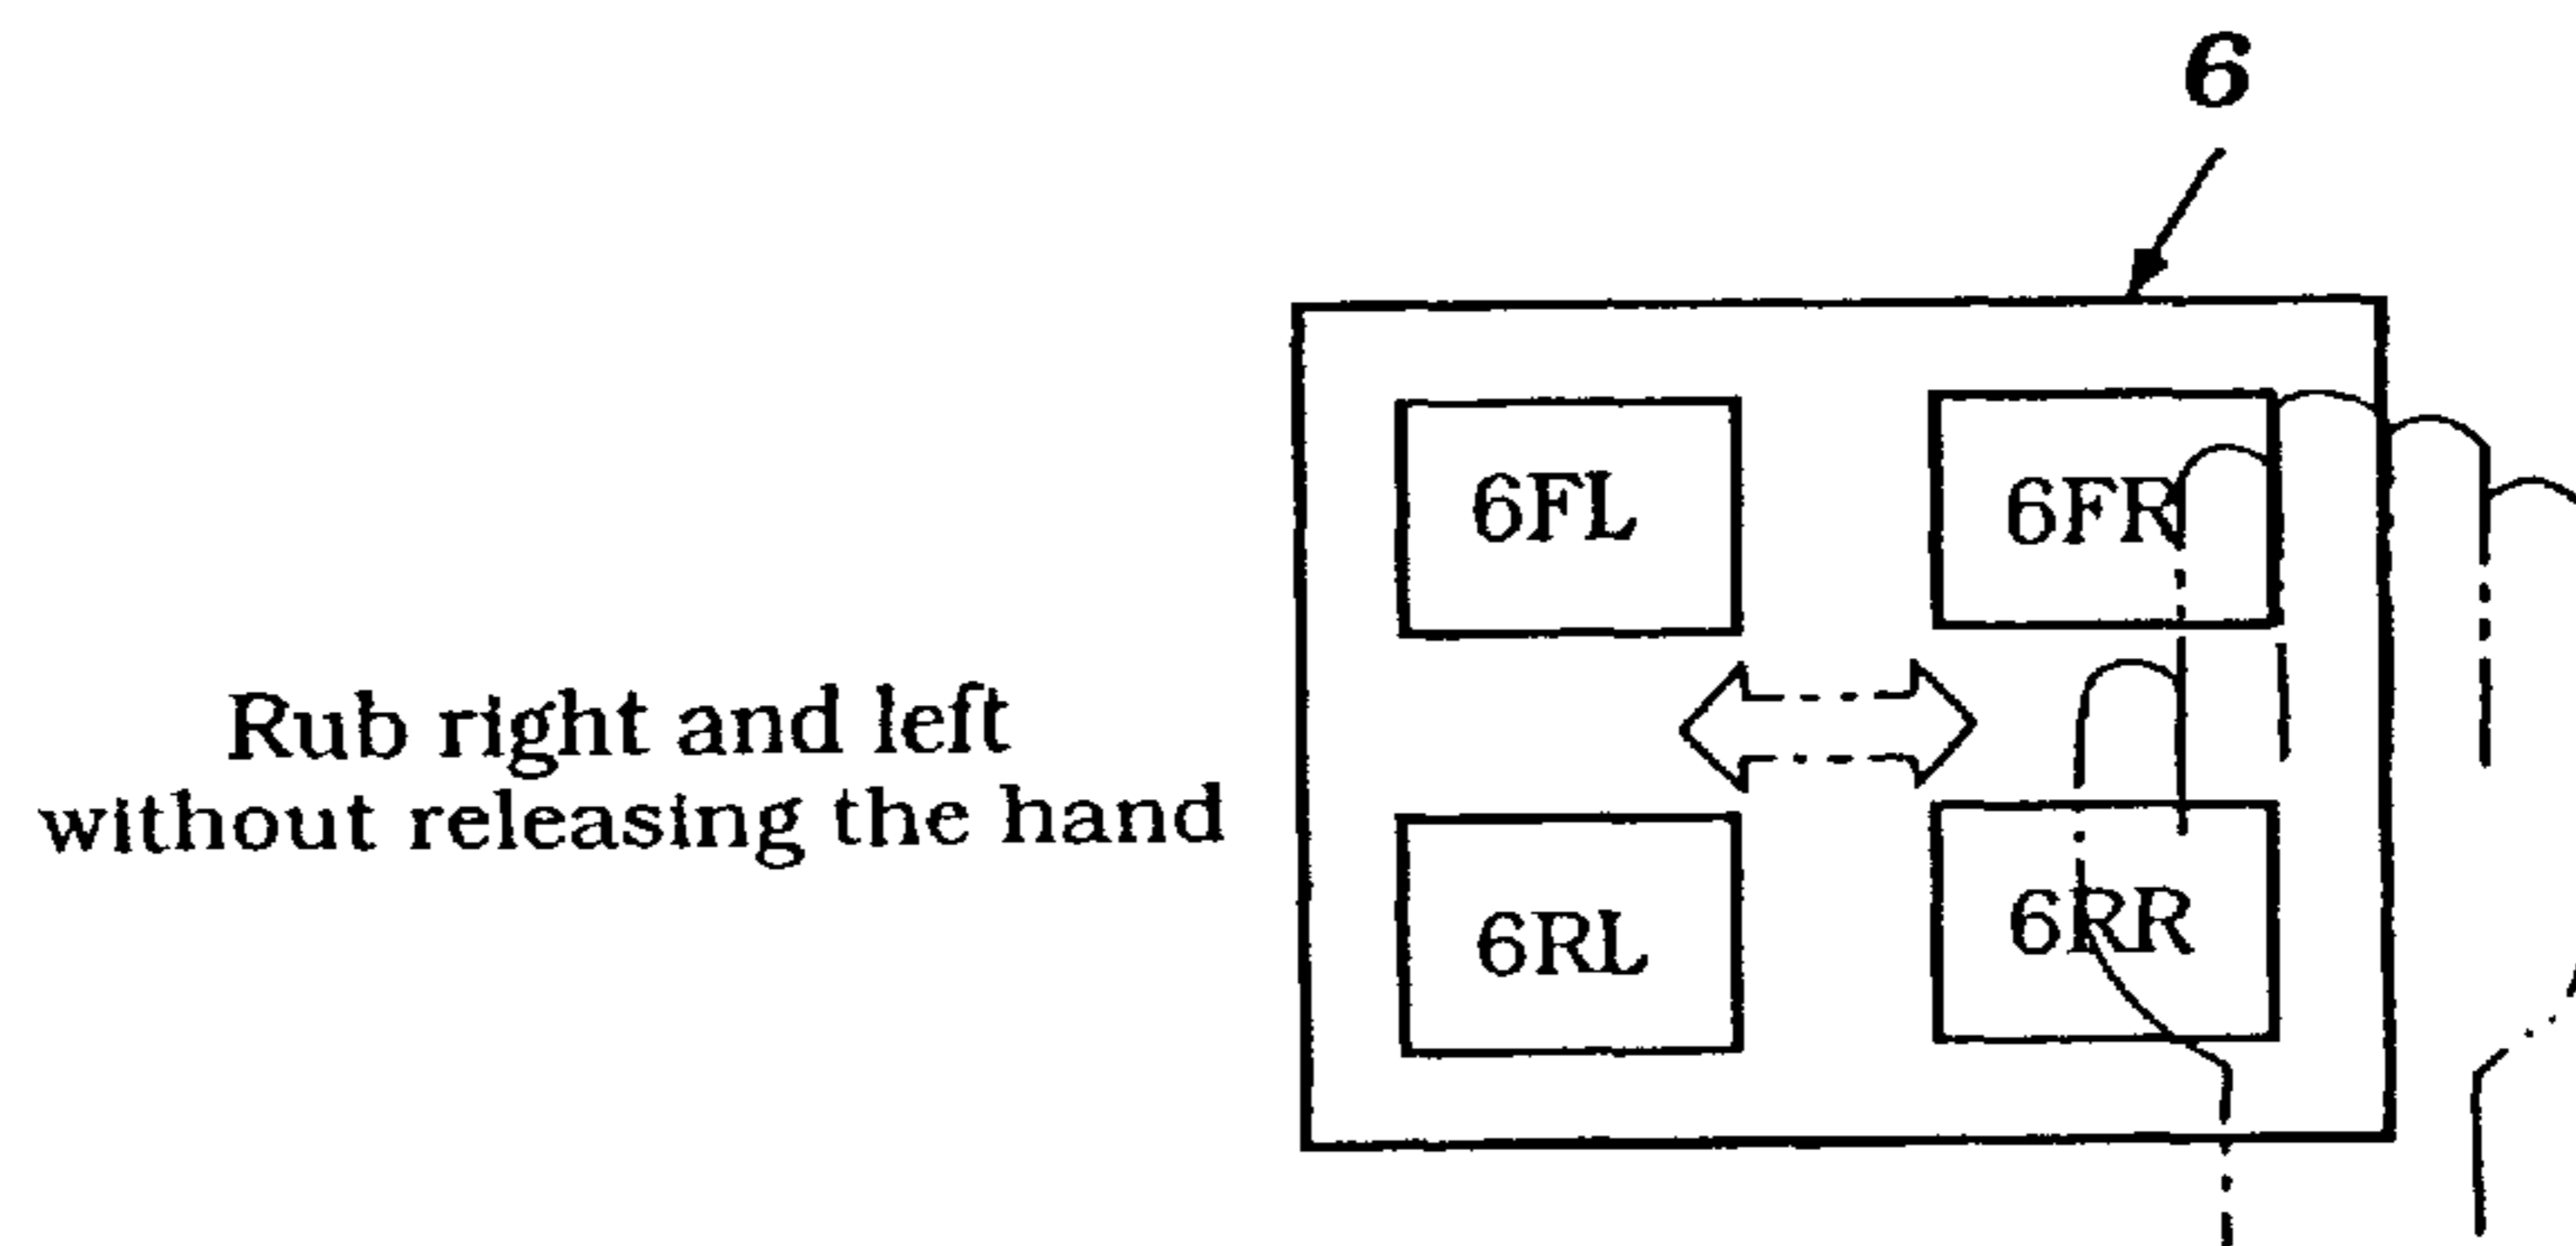 6
6FL 6FR
Rub right and left
without releasing the hand
6RL 6RR